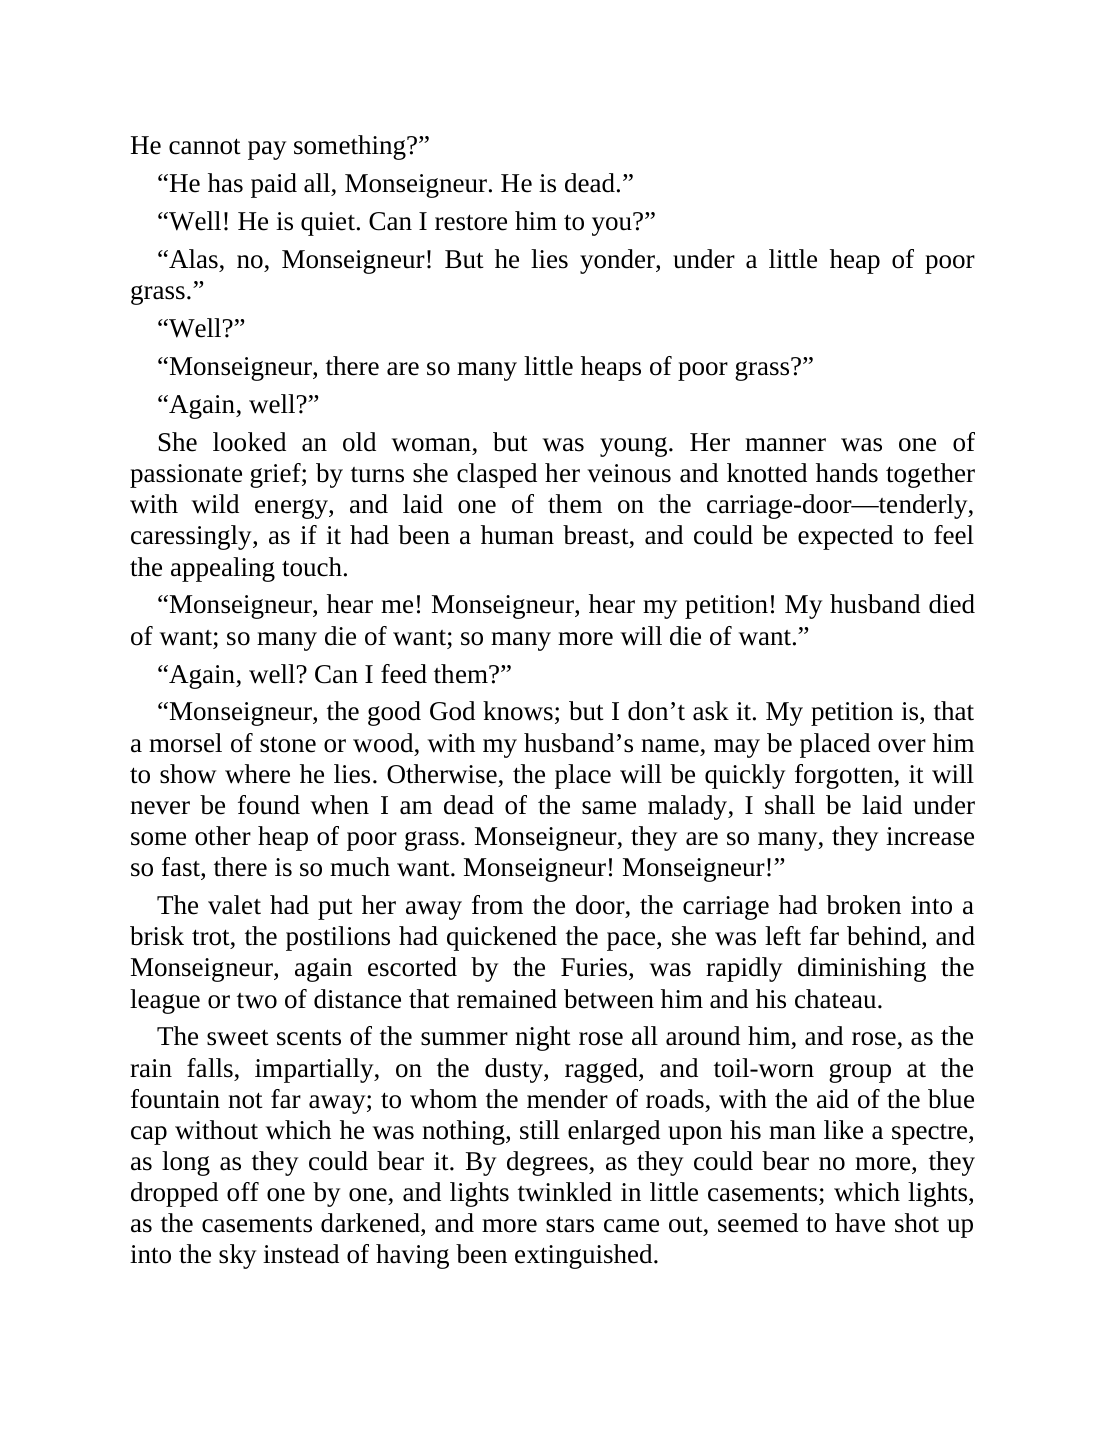 He cannot pay something?”
“He has paid all, Monseigneur. He is dead.”
“Well! He is quiet. Can I restore him to you?”
“Alas, no, Monseigneur! But he lies yonder, under a little heap of poor
grass.”
“Well?”
“Monseigneur, there are so many little heaps of poor grass?”
“Again, well?”
She looked an old woman, but was young. Her manner was one of
passionate grief; by turns she clasped her veinous and knotted hands together
with wild energy, and laid one of them on the carriage-door—tenderly,
caressingly, as if it had been a human breast, and could be expected to feel
the appealing touch.
“Monseigneur, hear me! Monseigneur, hear my petition! My husband died
of want; so many die of want; so many more will die of want.”
“Again, well? Can I feed them?”
“Monseigneur, the good God knows; but I don’t ask it. My petition is, that
a morsel of stone or wood, with my husband’s name, may be placed over him
to show where he lies. Otherwise, the place will be quickly forgotten, it will
never be found when I am dead of the same malady, I shall be laid under
some other heap of poor grass. Monseigneur, they are so many, they increase
so fast, there is so much want. Monseigneur! Monseigneur!”
The valet had put her away from the door, the carriage had broken into a
brisk trot, the postilions had quickened the pace, she was left far behind, and
Monseigneur, again escorted by the Furies, was rapidly diminishing the
league or two of distance that remained between him and his chateau.
The sweet scents of the summer night rose all around him, and rose, as the
rain falls, impartially, on the dusty, ragged, and toil-worn group at the
fountain not far away; to whom the mender of roads, with the aid of the blue
cap without which he was nothing, still enlarged upon his man like a spectre,
as long as they could bear it. By degrees, as they could bear no more, they
dropped off one by one, and lights twinkled in little casements; which lights,
as the casements darkened, and more stars came out, seemed to have shot up
into the sky instead of having been extinguished.